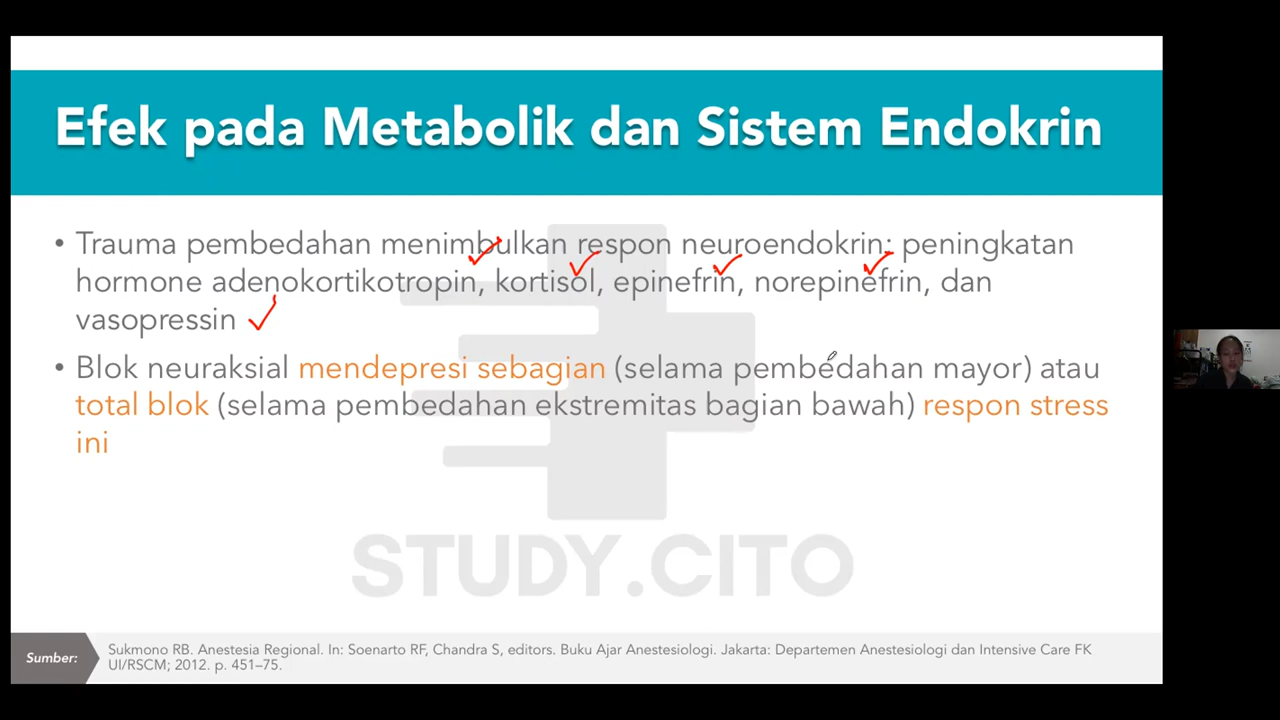 Efek pada Metabolik dan Sistem Endokrin
• Trauma pembedahan menimbulkan respon neuroendokrin: peningkatan
hormone adenokortikotropin, kortisol, epinefrin, norepinefrin, dan
vasopressin
• Blok neuraksial mendepresi sebagian (selama pembedahan mayor) atau
total blok (selama pembedahan ekstremitas bagian bawah) respon stress
ini
STUDY.CITO
Sumber:
Sukmono RB. Anestesia Regional. In: Soenarto RF, Chandra S, editors. Buku Ajar Anestesiologi. Jakarta: Departemen Anestesiologi dan Intensive Care FK
UI/RSCM; 2012. p. 451–75.